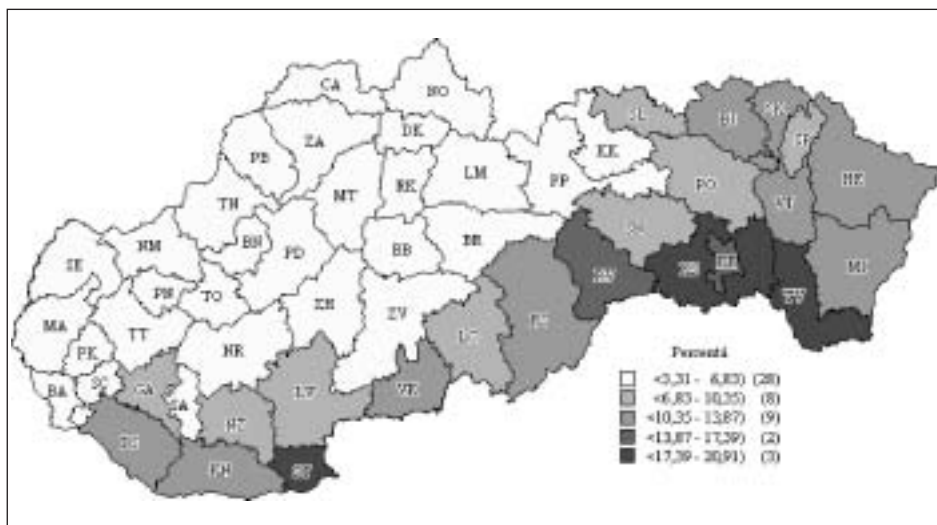 CA
NO
ZA
DK
PB
KK
LM
PP
RK
MT
PO
TN
BN
BB
BR
PD
NM
SE
MI
PN
TO
ZH
ZV
MA
TT
PK
NR
LC
SC
BA
GA
SA
LV
VK
NZ
DS
KN
Percentá
<3,31 - 6,83) (28)
<6,83 - 10,35) (8)
<10,35 - 13,87) (9)
<13,87 - 17,39) (2)
<17,39 - 20,91) (3)